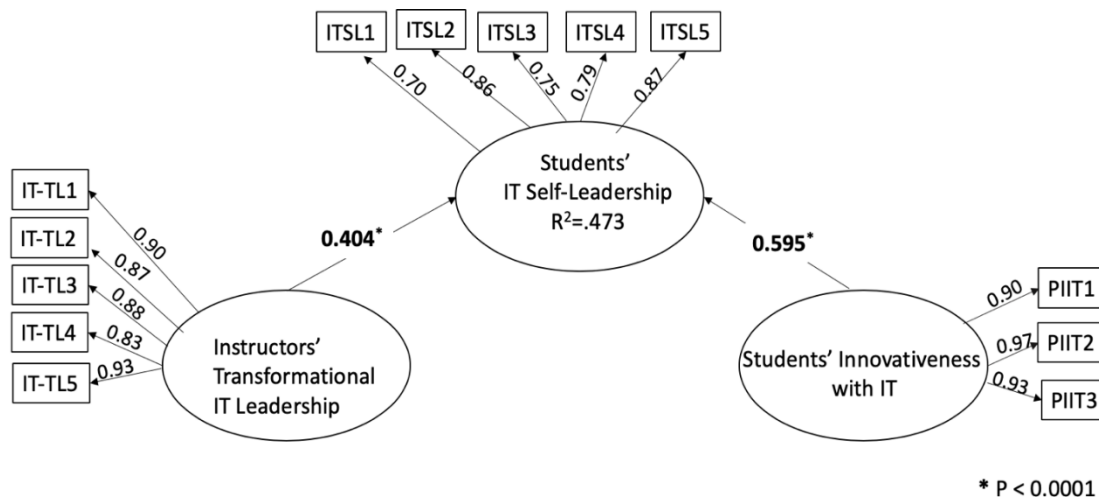 ITSL1
ITSL2
ITSL3
ITSL4
ITSL5
0.70
0.86
0.75
0.79
0.87
Students’
IT Self-Leadership
R²=.473
IT-TL1
IT-TL2
IT-TL3
IT-TL4
IT-TL5
0.90
0.87
0.88
0.83
0.93
0.404*
0.595*
Instructors’
Transformational
IT Leadership
Students’ Innovativeness
with IT
0.90
0.97
0.93
PIIT1
PIIT2
PIIT3
* P < 0.0001